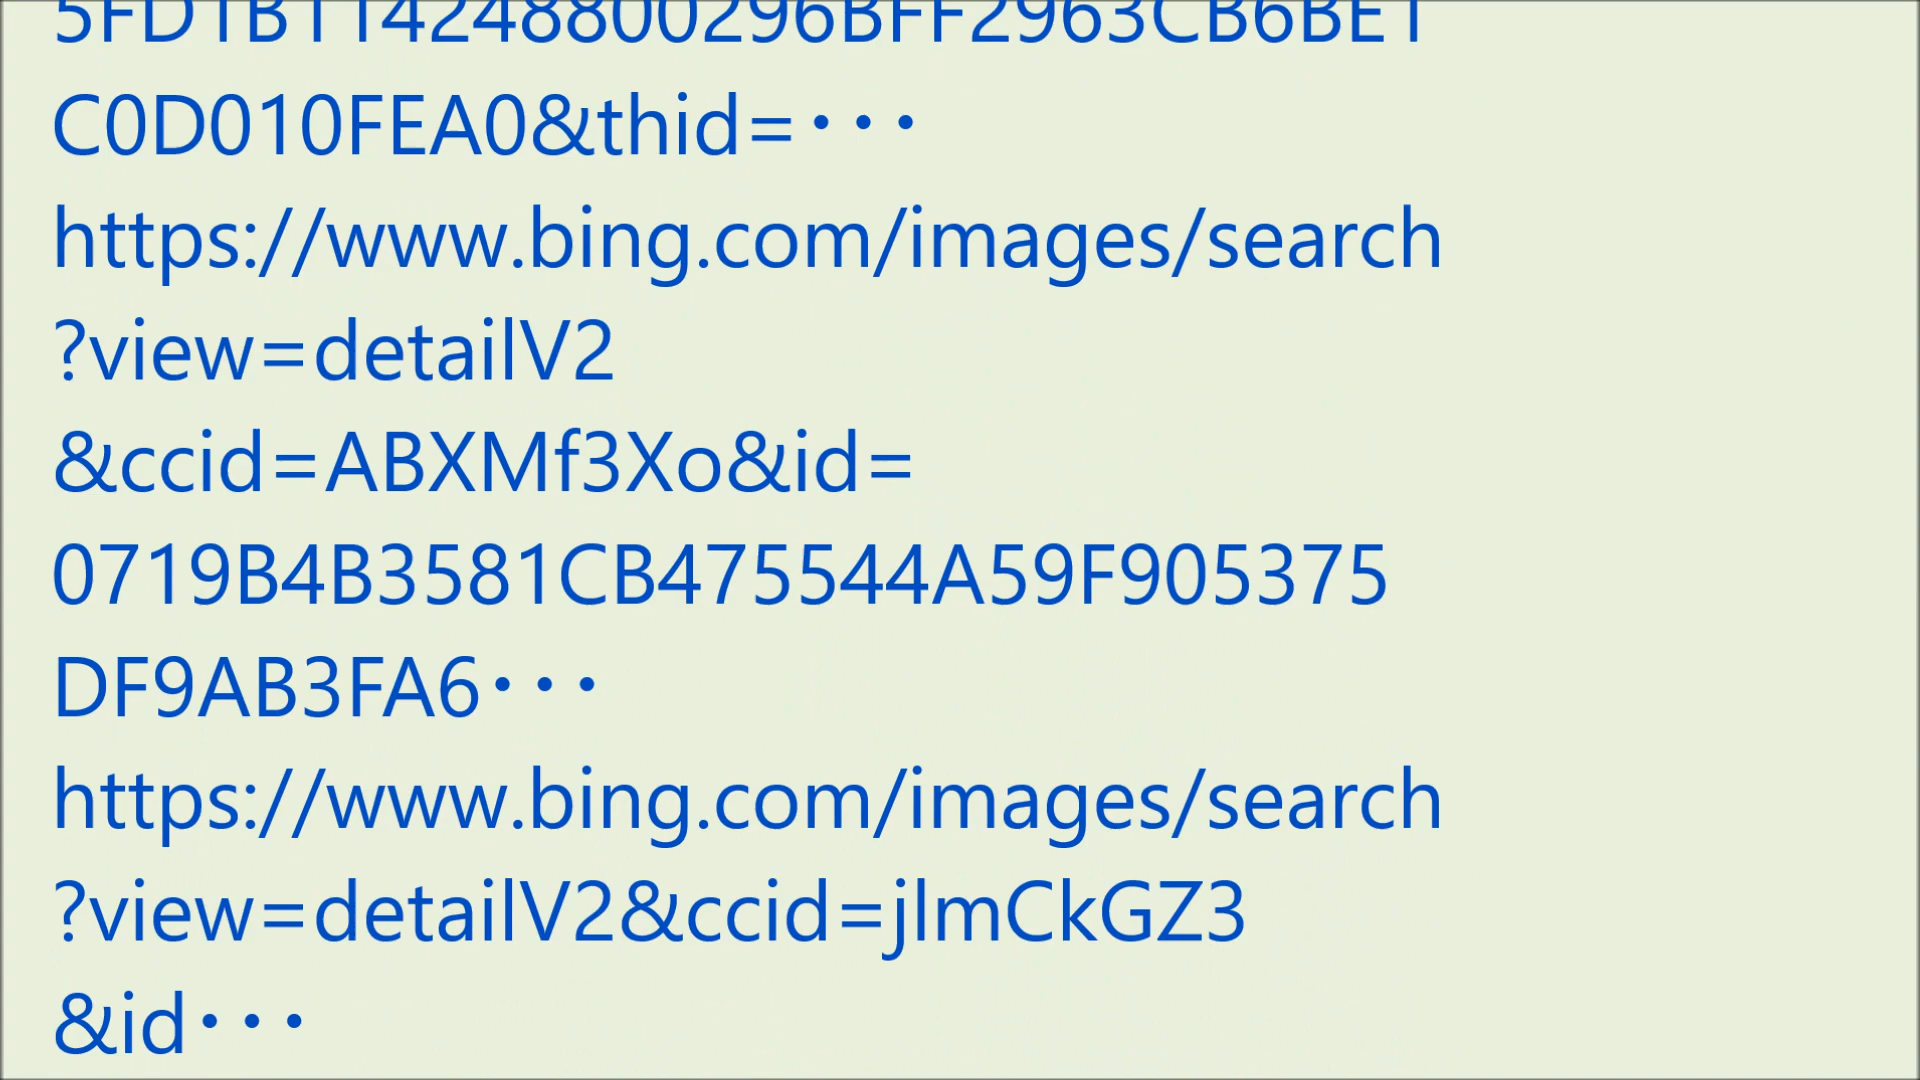 5FD1B114248800296BFF2963CB6BE1
C0D010FEA0&thid=・・・
https://www.bing.com/images/search
?view=detailV2
&ccid=ABXMf3Xo&id=
0719B4B3581CB475544A59F905375
DF9AB3FA6・・・
https://www.bing.com/images/search
?view=detailV2&ccid=jlmCkGZ3
&id・・・